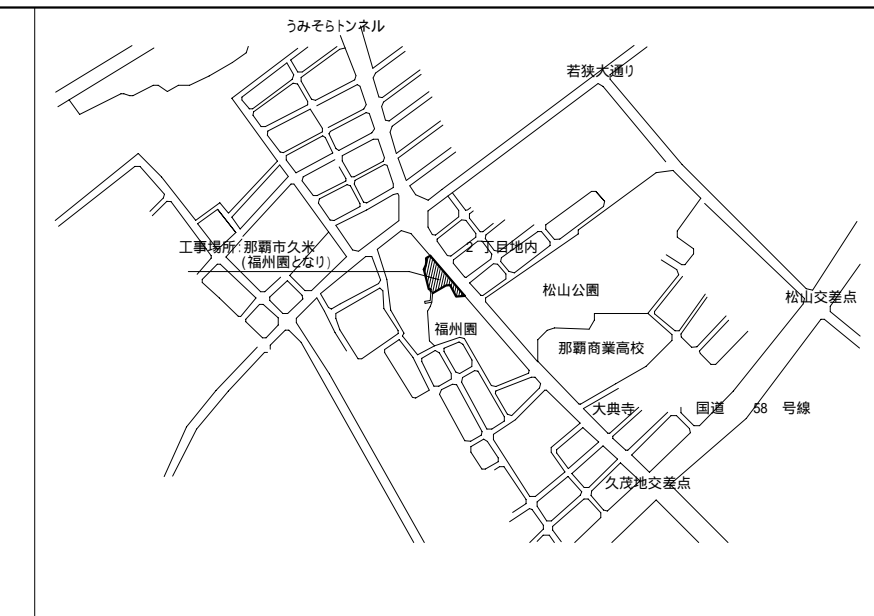 うみそらトンネル
若狭大通り
工事場所:那覇市久米
2 丁目地内
(福州園となり)
松山公園
松山交差点
福州園
那覇商業高校
大典寺
国道 58 号線
久茂地交差点